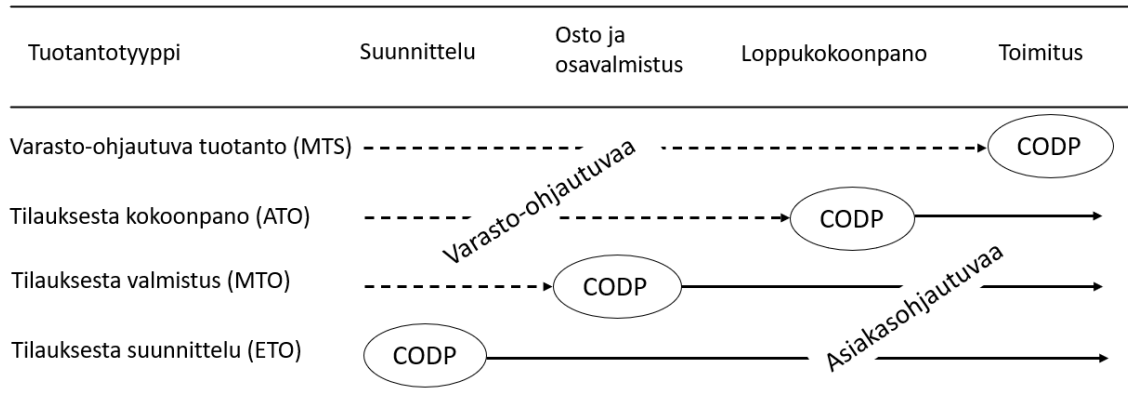 Tuotantotyyppi Suunnittelu Osto ja osavalmistus Loppukokoonpano Toimitus
Varasto-ohjautuva tuotanto (MTS) CODP
Varasto-ohjautuvaa
Tilauksesta kokoonpano (ATO) CODP
Tilauksesta valmistus (MTO) CODP
Asiakasohjautuvaa
Tilauksesta suunnittelu (ETO) CODP